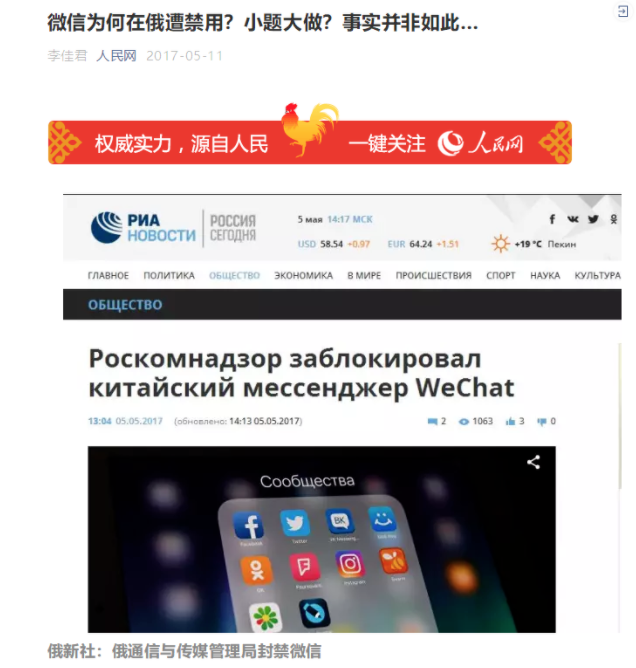 微信为何在俄遭禁用？小题大做？事实并非如此...
李佳君 人民网 2017-05-11
权威实力，源自人民 一键关注 人民网
РИА НОВОСТИ РОССИЯ СЕГОДНЯ
5 мая 14:17 МСК
USD 58.54 +0.97 EUR 64.24 +1.51 +19 °C Пекин
ГЛАВНОЕ ПОЛИТИКА ОБЩЕСТВО ЭКОНОМИКА В МИРЕ ПРОИСШЕСТВИЯ СПОРТ НАУКА КУЛЬТУРА
ОБЩЕСТВО
Роскомнадзор заблокировал
китайский мессенджер WeChat
13:04 05.05.2017 (обновлено: 14:13 05.05.2017) 2 1063 3 0
Сообщества
Facebook Twitter
Foursquare Instagram
俄新社：俄通信与传媒管理局封禁微信